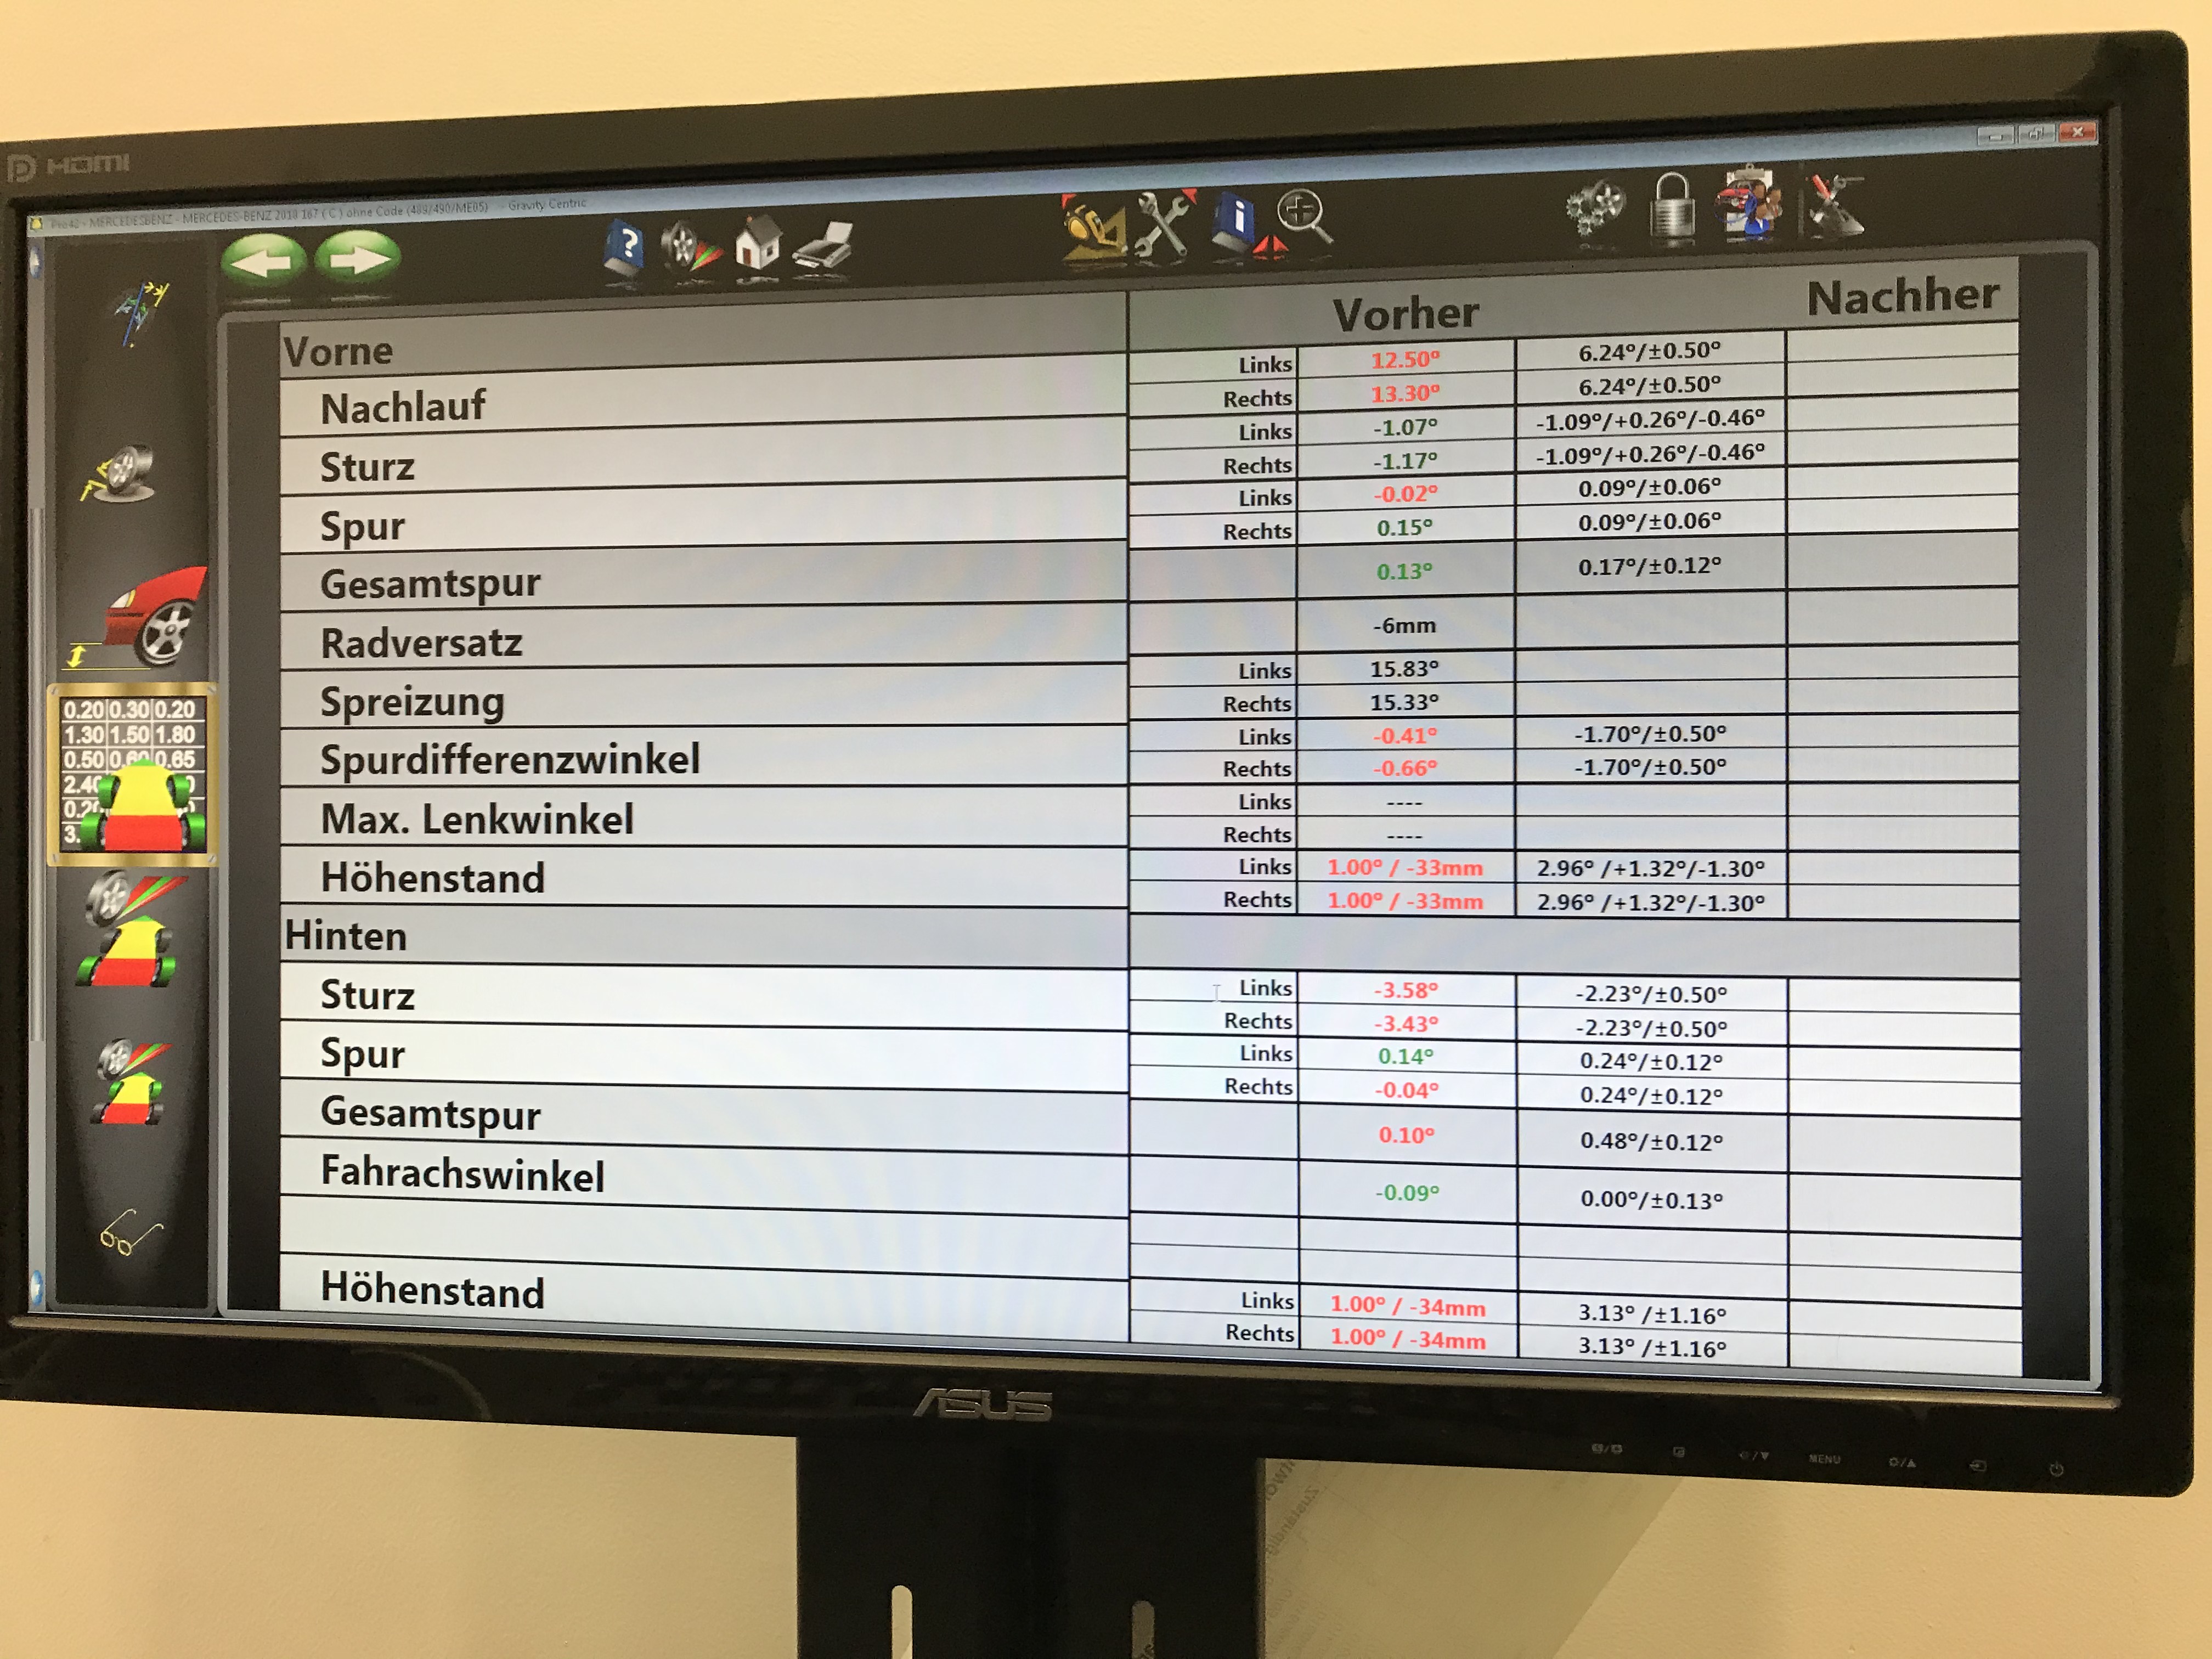 HDMI
Pro42 - MERCEDESBENZ - MERCEDES-BENZ 2018 167 ( C ) ohne Code (489/490/ME05) - Gravity Centric
Vorher Nachher
Vorne
Nachlauf Links 12.50° 6.24°/±0.50°
Rechts 13.30° 6.24°/±0.50°
Sturz Links -1.07° -1.09°/+0.26°/-0.46°
Rechts -1.17° -1.09°/+0.26°/-0.46°
Spur Links -0.02° 0.09°/±0.06°
Rechts 0.15° 0.09°/±0.06°
Gesamtspur 0.13° 0.17°/±0.12°
Radversatz -6mm
Spreizung Links 15.83°
Rechts 15.33°
Spurdifferenzwinkel Links -0.41° -1.70°/±0.50°
Rechts -0.66° -1.70°/±0.50°
Max. Lenkwinkel Links ----
Rechts ----
Höhenstand Links 1.00° / -33mm 2.96° /+1.32°/-1.30°
Rechts 1.00° / -33mm 2.96° /+1.32°/-1.30°
Hinten
Sturz Links -3.58° -2.23°/±0.50°
Rechts -3.43° -2.23°/±0.50°
Spur Links 0.14° 0.24°/±0.12°
Rechts -0.04° 0.24°/±0.12°
Gesamtspur 0.10° 0.48°/±0.12°
Fahrachswinkel -0.09° 0.00°/±0.13°
Höhenstand Links 1.00° / -34mm 3.13° /±1.16°
Rechts 1.00° / -34mm 3.13° /±1.16°
0.20 0.30 0.20
1.30 1.50 1.80
0.50 0.60 0.65
ASUS
MENU